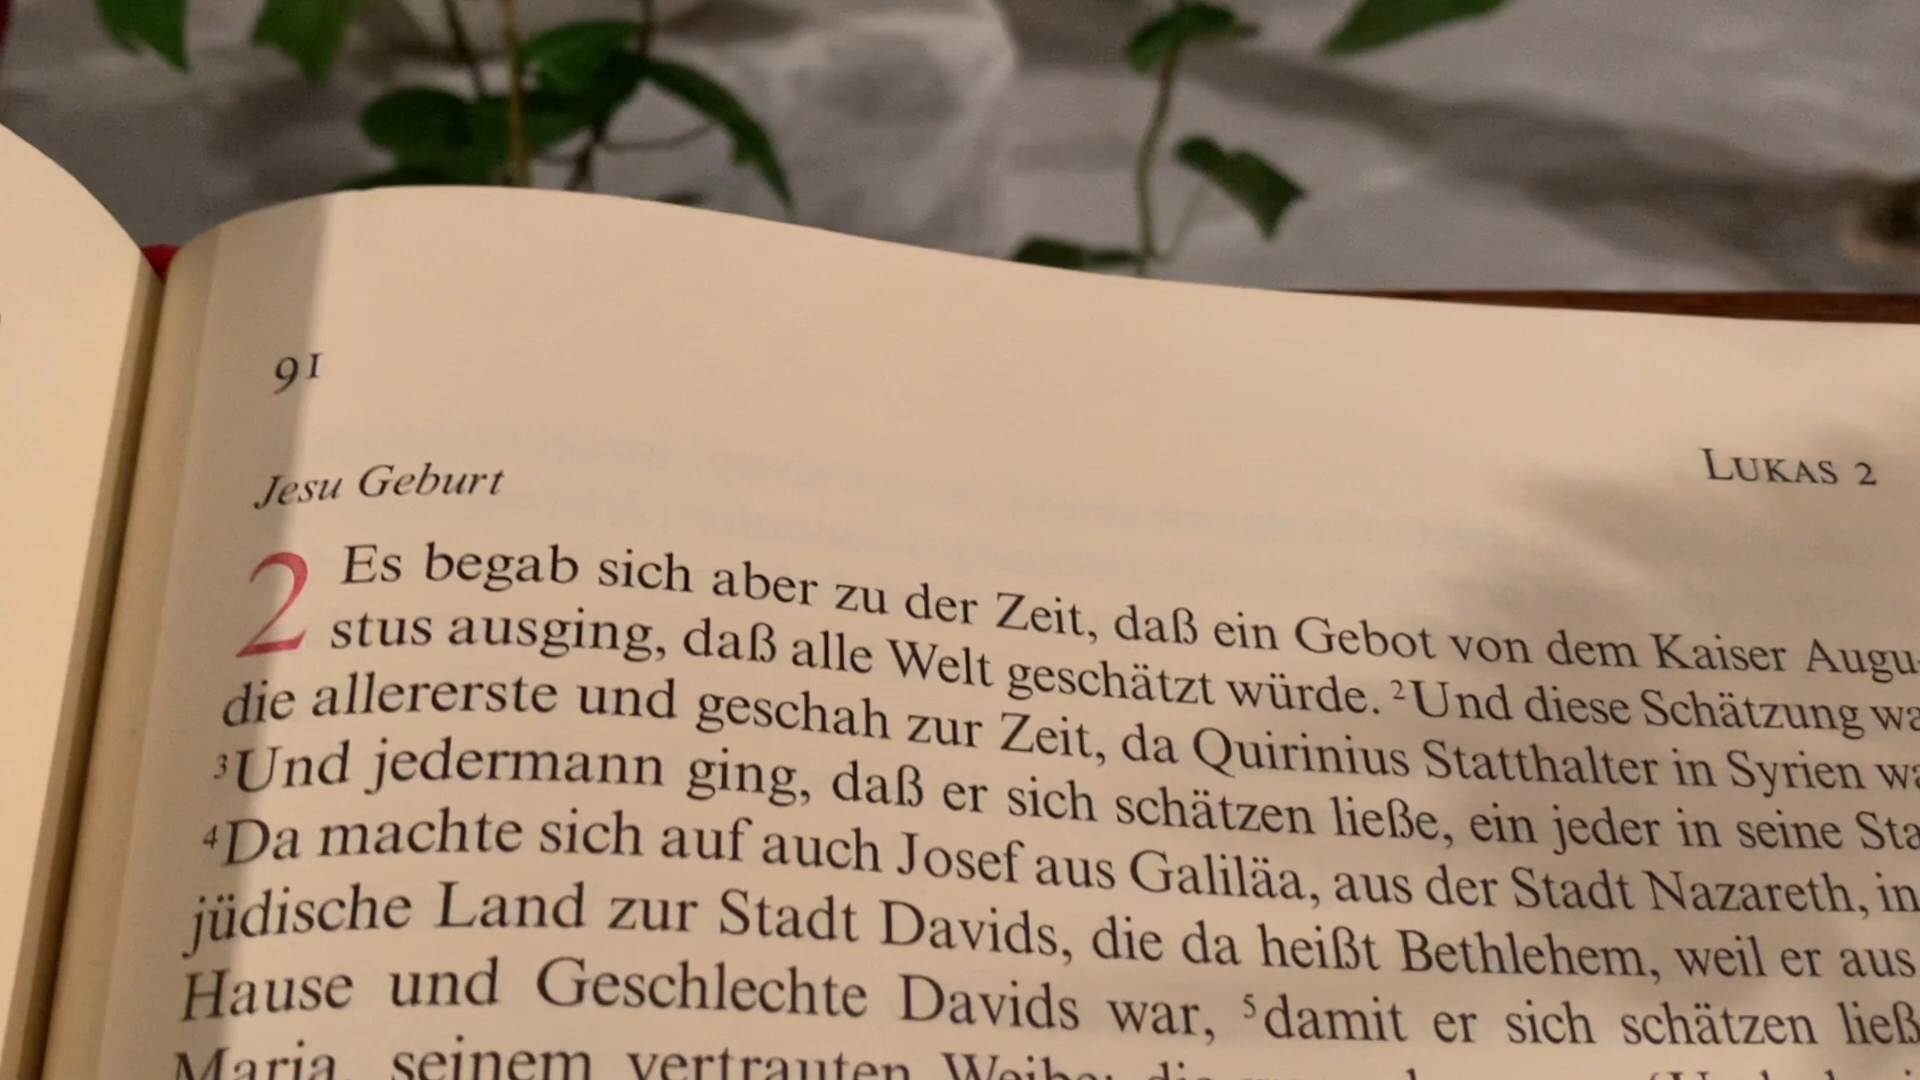 91
LUKAS 2
Jesu Geburt
2 Es begab sich aber zu der Zeit, daß ein Gebot von dem Kaiser Augu-
stus ausging, daß alle Welt geschätzt würde. ²Und diese Schätzung
die allererste und geschah zur Zeit, da Quirinius Statthalter in Syrien
³Und jedermann ging, daß er sich schätzen ließe, ein jeder in seine
⁴Da machte sich auf auch Josef aus Galiläa, aus der Stadt Nazareth, in
jüdische Land zur Stadt Davids, die da heißt Bethlehem, weil er aus
Hause und Geschlechte Davids war, ⁵damit er sich schätzen
Maria, seinem vertrauten Weibe;